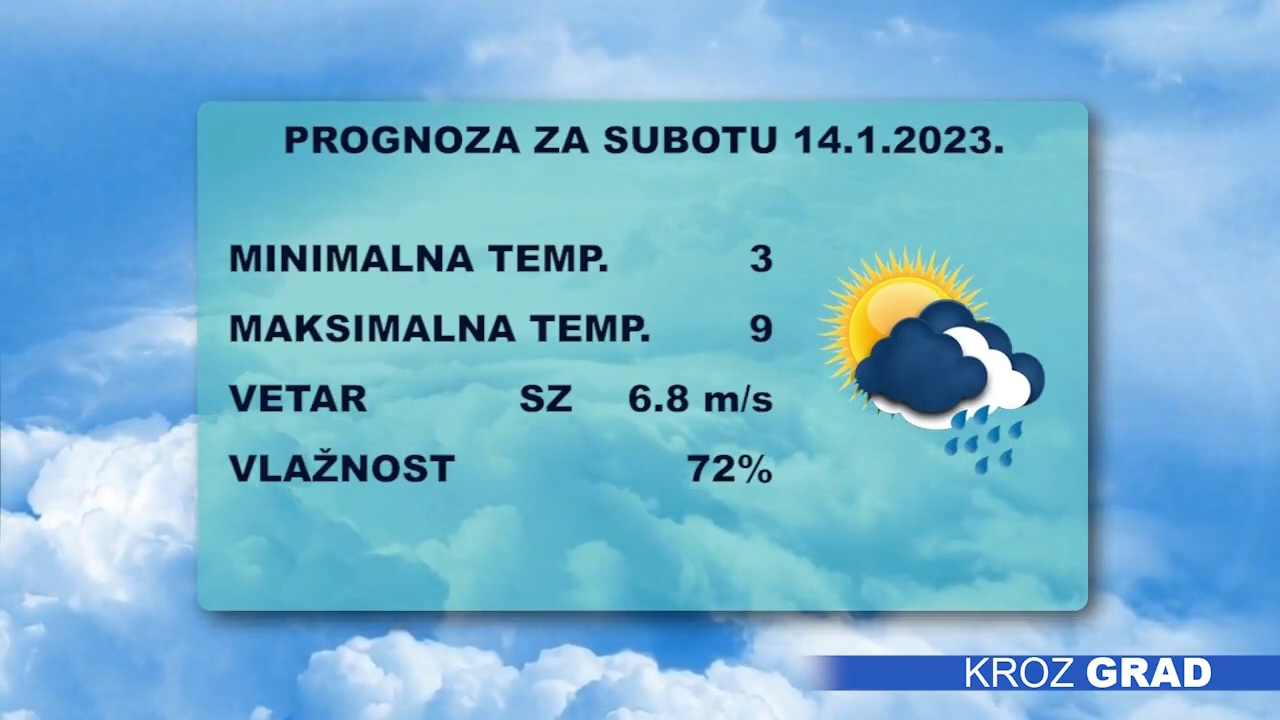 PROGNOZA ZA SUBOTU 14.1.2023.
MINIMALNA TEMP. 3
MAKSIMALNA TEMP. 9
VETAR SZ 6.8 m/s
VLAŽNOST 72%
KROZ GRAD